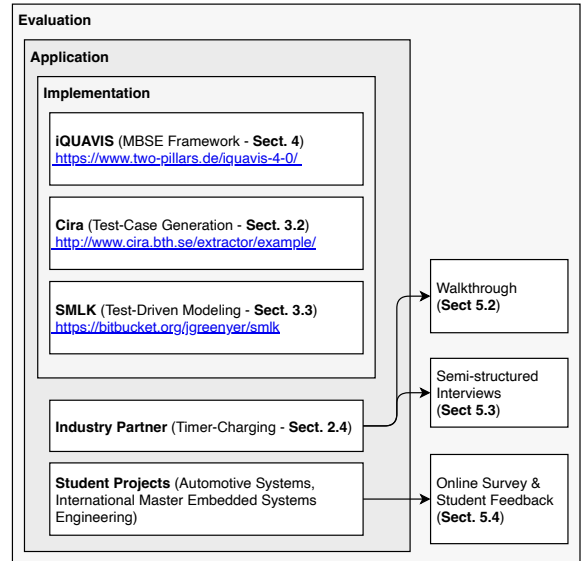 Evaluation
Application
Implementation
iQUAVIS (MBSE Framework - Sect. 4)
https://www.two-pillars.de/iquavis-4-0/
Cira (Test-Case Generation - Sect. 3.2)
http://www.cira.bth.se/extractor/example/
SMLK (Test-Driven Modeling - Sect. 3.3)
https://bitbucket.org/jgreenyer/smlk
Industry Partner (Timer-Charging - Sect. 2.4)
Student Projects (Automotive Systems,
International Master Embedded Systems
Engineering)
Walkthrough
(Sect 5.2)
Semi-structured
Interviews
(Sect 5.3)
Online Survey &
Student Feedback
(Sect. 5.4)